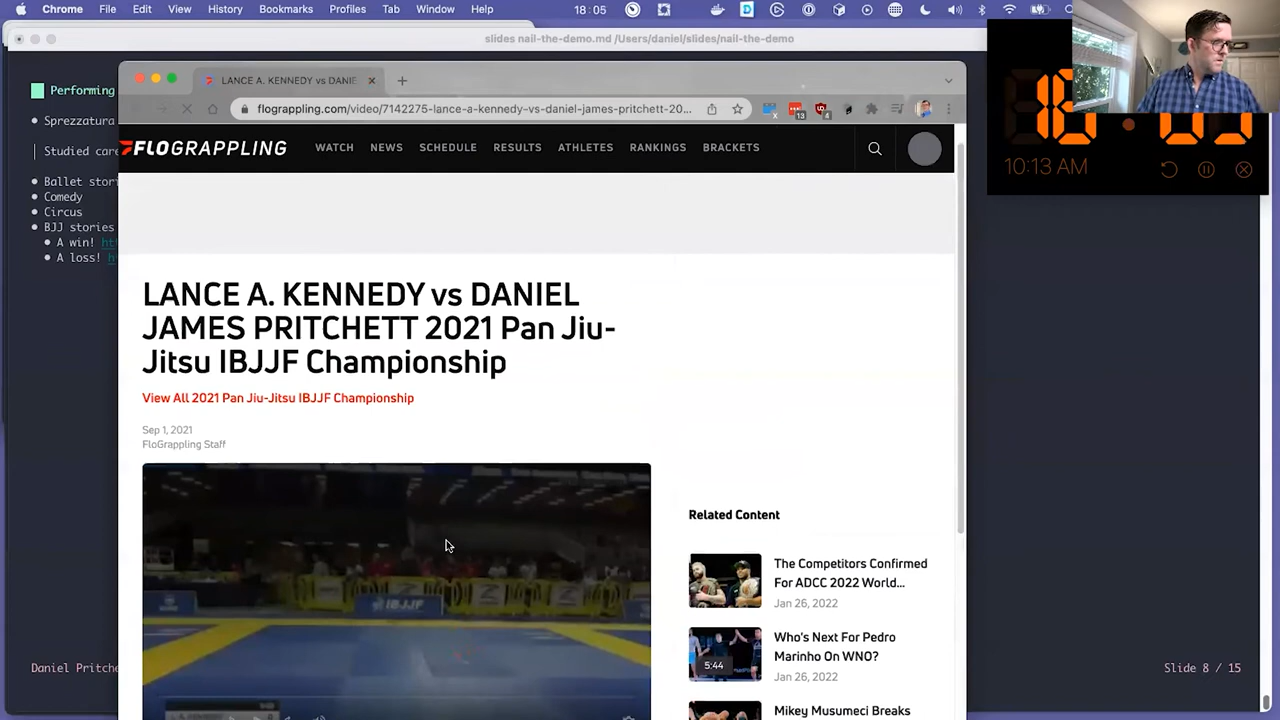 Chrome File Edit View History Bookmarks Profiles Tab Window Help 18:05
slides nail-the-demo.md /Users/daniel/slides/nail-the-demo
LANCE A. KENNEDY vs DANIE
flograppling.com/video/7142275-lance-a-kennedy-vs-daniel-james-pritchett-20...
13
4
10:13 AM
Performing
Sprezzatura
Studied care
Ballet stori
Comedy
Circus
BJJ stories
A win! ht
A loss! h
FLOGRAPPLING WATCH NEWS SCHEDULE RESULTS ATHLETES RANKINGS BRACKETS
LANCE A. KENNEDY vs DANIEL
JAMES PRITCHETT 2021 Pan Jiu-
Jitsu IBJJF Championship
View All 2021 Pan Jiu-Jitsu IBJJF Championship
Sep 1, 2021
FloGrappling Staff
IBJJF
Related Content
The Competitors Confirmed
For ADCC 2022 World...
Jan 26, 2022
Who's Next For Pedro
Marinho On WNO?
5:44
Jan 26, 2022
Mikey Musumeci Breaks
Daniel Pritche
Slide 8 / 15